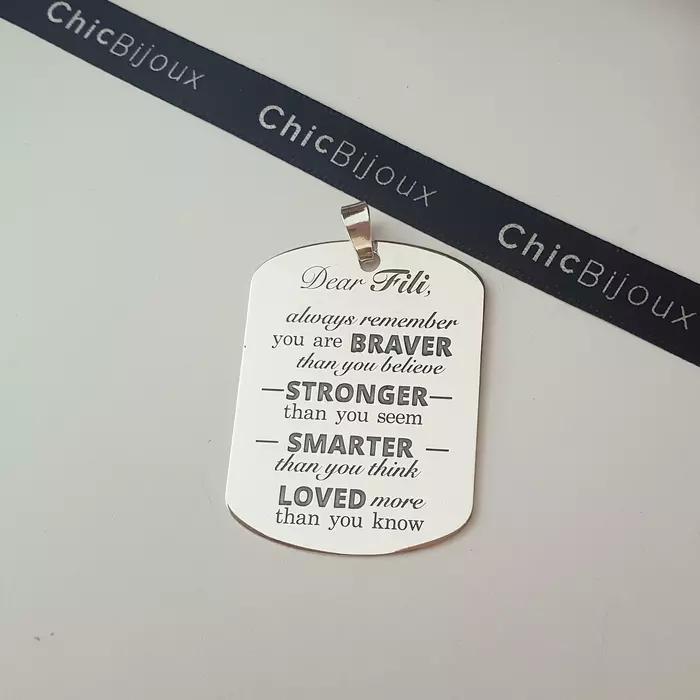 ChicBijoux
ChicBijoux
ChicBijoux
Dear Fili,
always remember
you are BRAVER
than you believe
— STRONGER —
than you seem
— SMARTER —
than you think
LOVED more
than you know